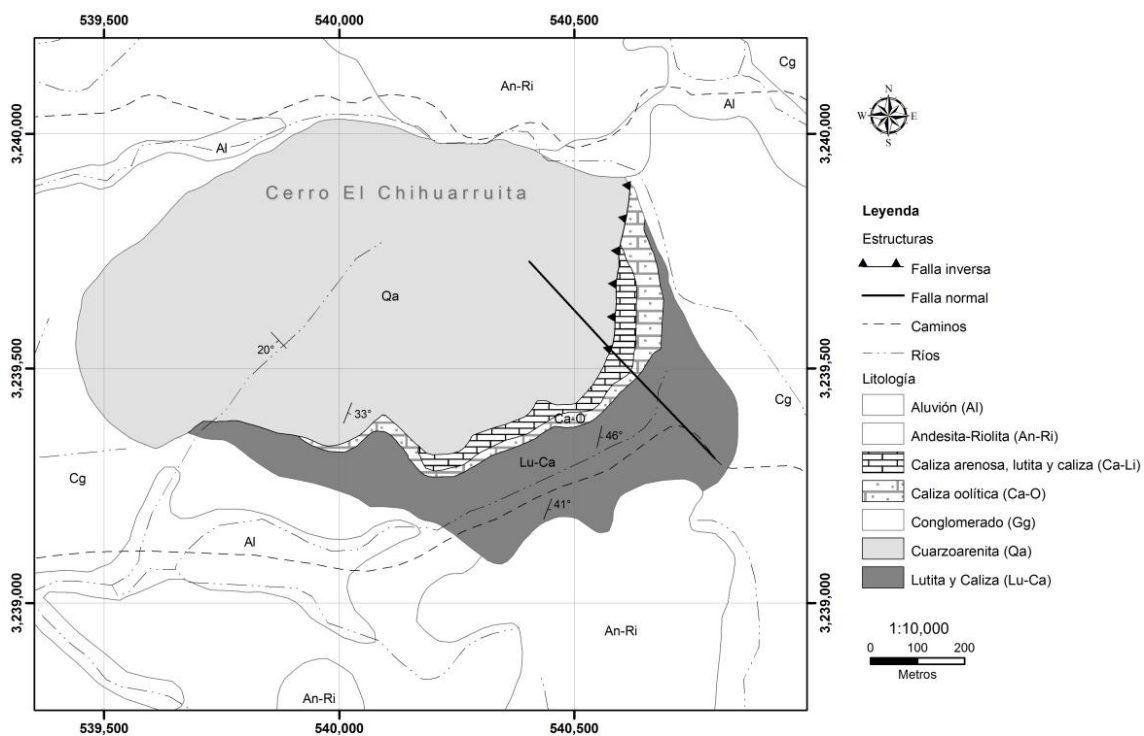 539,500
540,000
540,500
Cg
An-Ri
Al
3,240,000
3,240,000
Al
Cerro El Chihuarruita
Qa
20°
3,239,500
3,239,500
33°
Ca-O
46°
Cg
Lu-Ca
Cg
41°
Al
3,239,000
3,239,000
An-Ri
An-Ri
539,500
540,000
540,500
N
W
E
S
Leyenda
Estructuras
Falla inversa
Falla normal
Caminos
Ríos
Litología
Aluvión (Al)
Andesita-Riolita (An-Ri)
Caliza arenosa, lutita y caliza (Ca-Li)
Caliza oolítica (Ca-O)
Conglomerado (Gg)
Cuarzoarenita (Qa)
Lutita y Caliza (Lu-Ca)
1:10,000
0 100 200
Metros